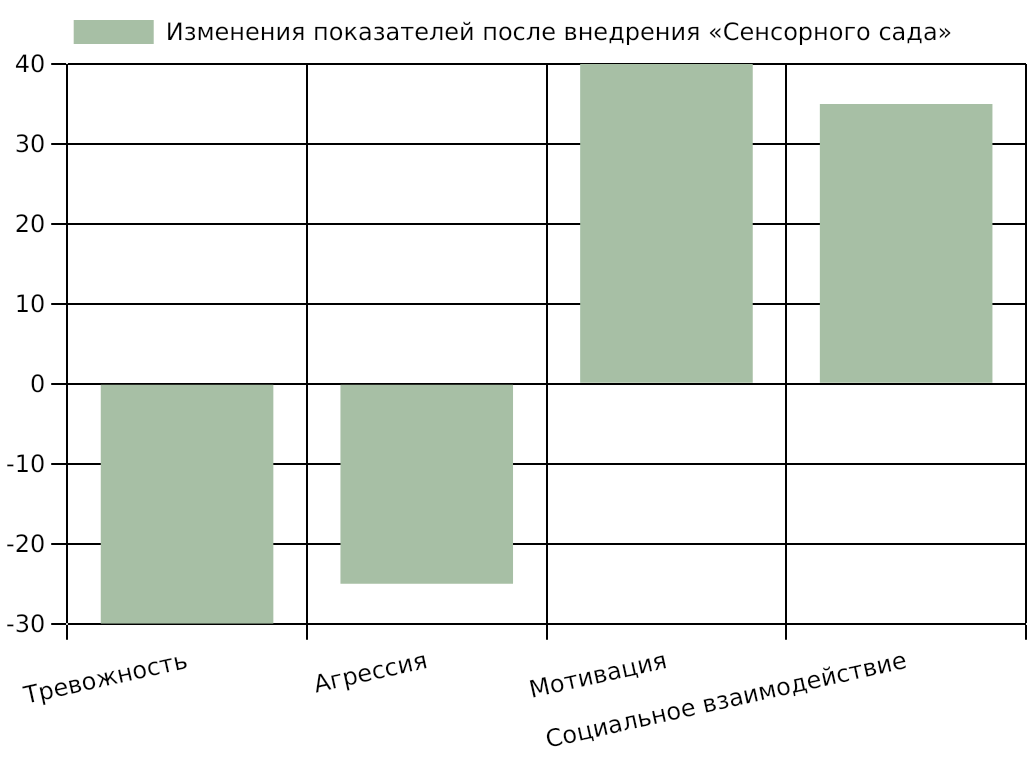 Изменения показателей после внедрения «Сенсорного сада»
40
30
20
10
0
-10
-20
-30
Тревожность
Агрессия
Мотивация
Социальное взаимодействие